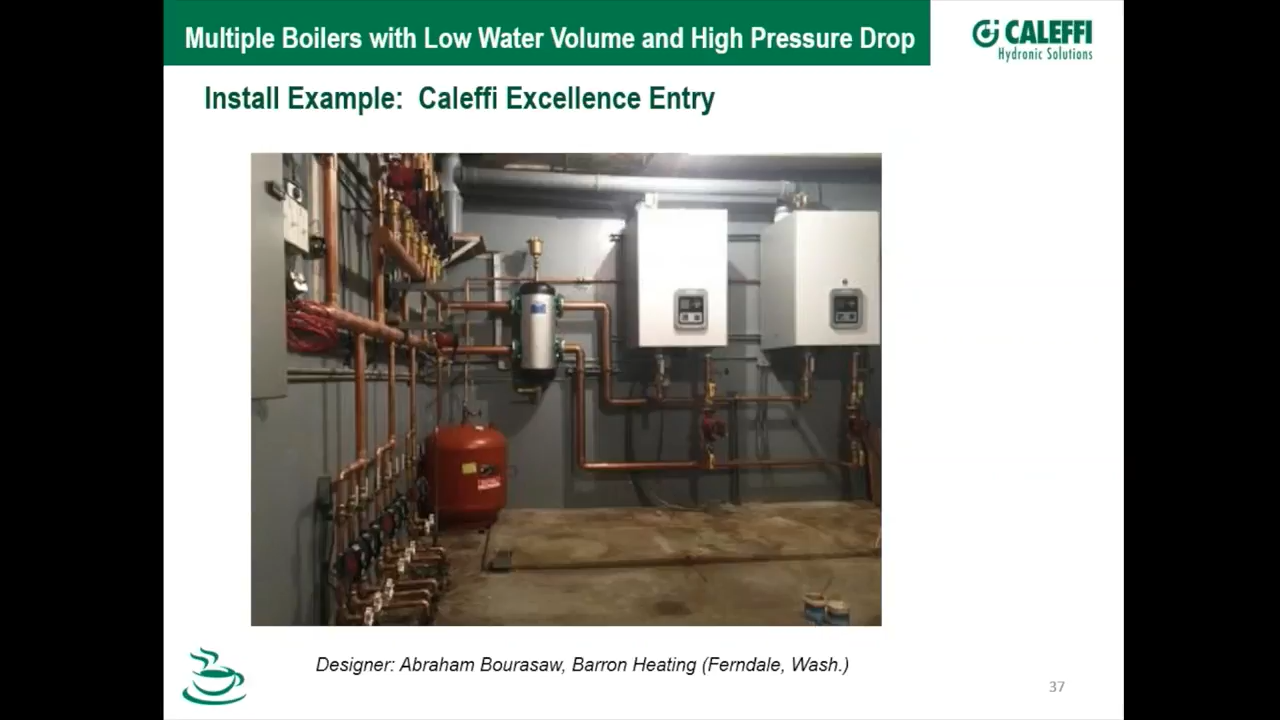 Multiple Boilers with Low Water Volume and High Pressure Drop
CALEFFI
Hydronic Solutions
Install Example: Caleffi Excellence Entry
Designer: Abraham Bourasaw, Barron Heating (Ferndale, Wash.)
37